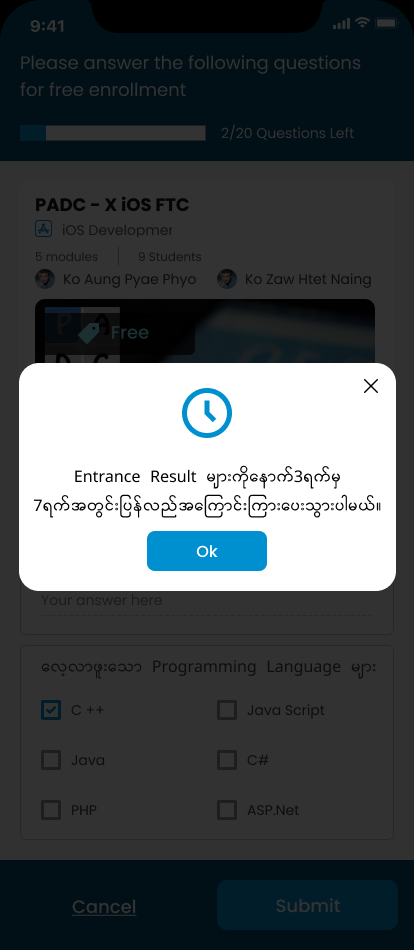 9:41
Please answer the following questions
for free enrollment
2/20 Questions Left
PADC - X iOS FTC
iOS Developmer
5 modules 9 Students
Ko Aung Pyae Phyo Ko Zaw Htet Naing
P A
Free
Entrance Result များကိုနောက်3ရက်မှ
7ရက်အတွင်းပြန်လည်အကြောင်းကြားပေးသွားပါမယ်။
Ok
Your answer here
လေ့လာဖူးသော Programming Language များ
C ++ Java Script
Java C#
PHP ASP.Net
Cancel Submit